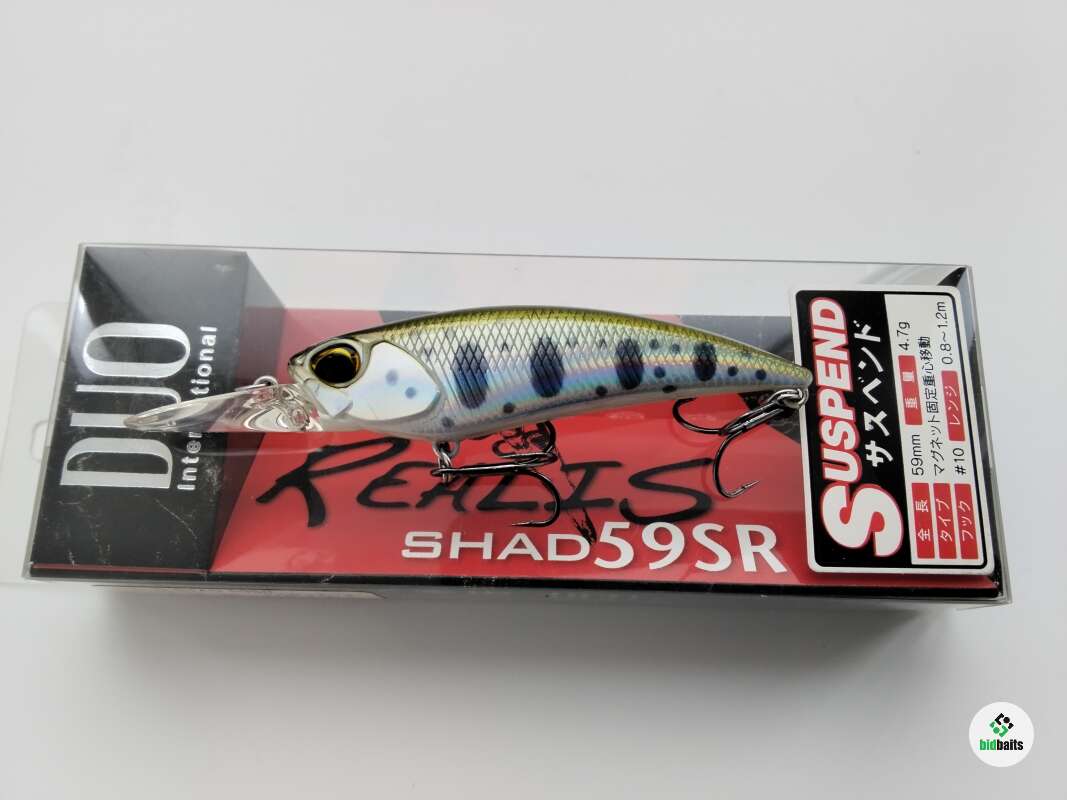 DUO
International
REALIS
SHAD 59SR
SUSPEND
サスペンド
全長 59mm 重量 4.7g
タイプ マグネット固定重心移動
フック #10 レンジ 0.8～1.2m
bidbaits